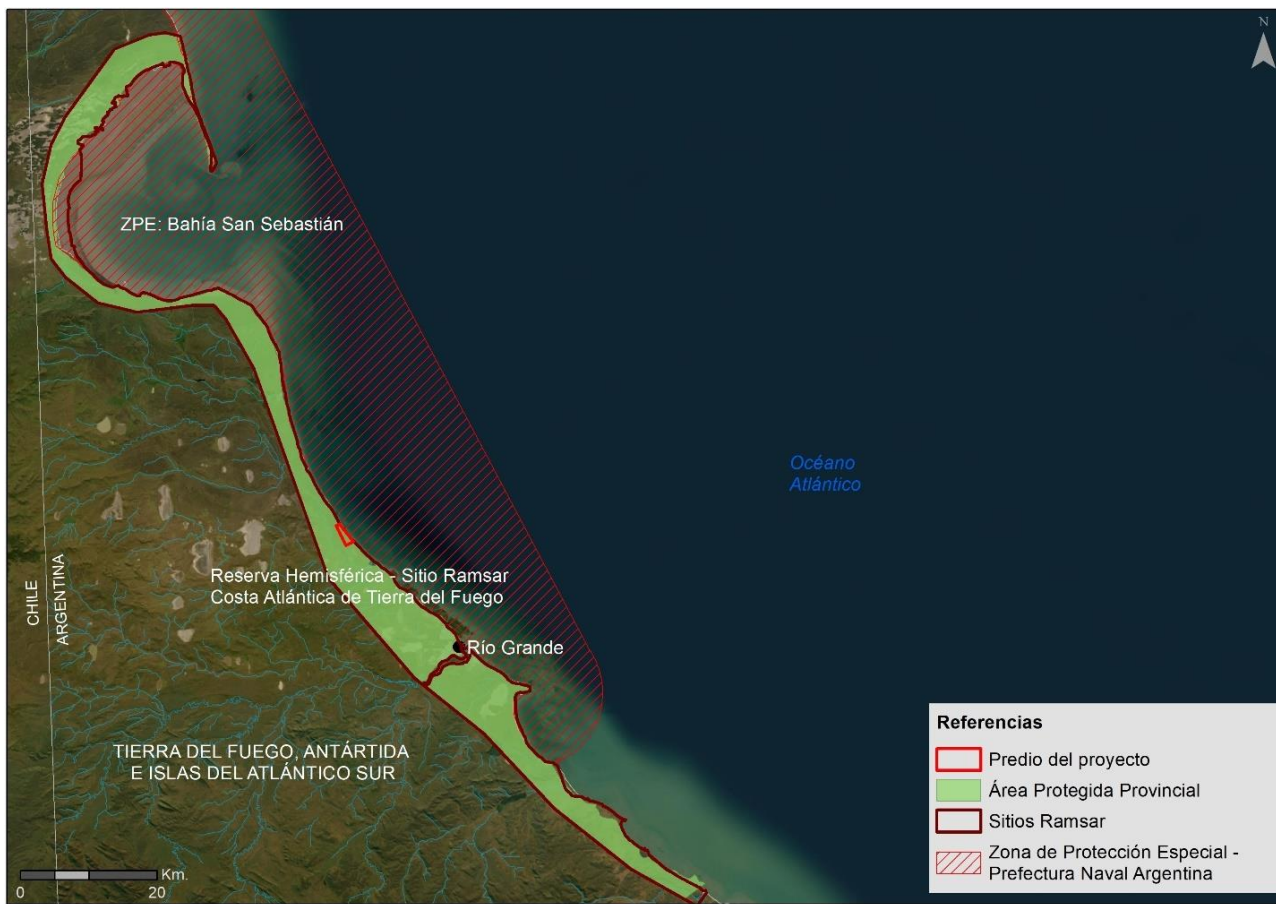 N
ZPE: Bahía San Sebastián
Océano
Atlántico
Reserva Hemisférica - Sitio Ramsar
Costa Atlántica de Tierra del Fuego
CHILE
ARGENTINA
Río Grande
TIERRA DEL FUEGO, ANTÁRTIDA
E ISLAS DEL ATLÁNTICO SUR
Km.
0 20
Referencias
Predio del proyecto
Área Protegida Provincial
Sitios Ramsar
Zona de Protección Especial -
Prefectura Naval Argentina